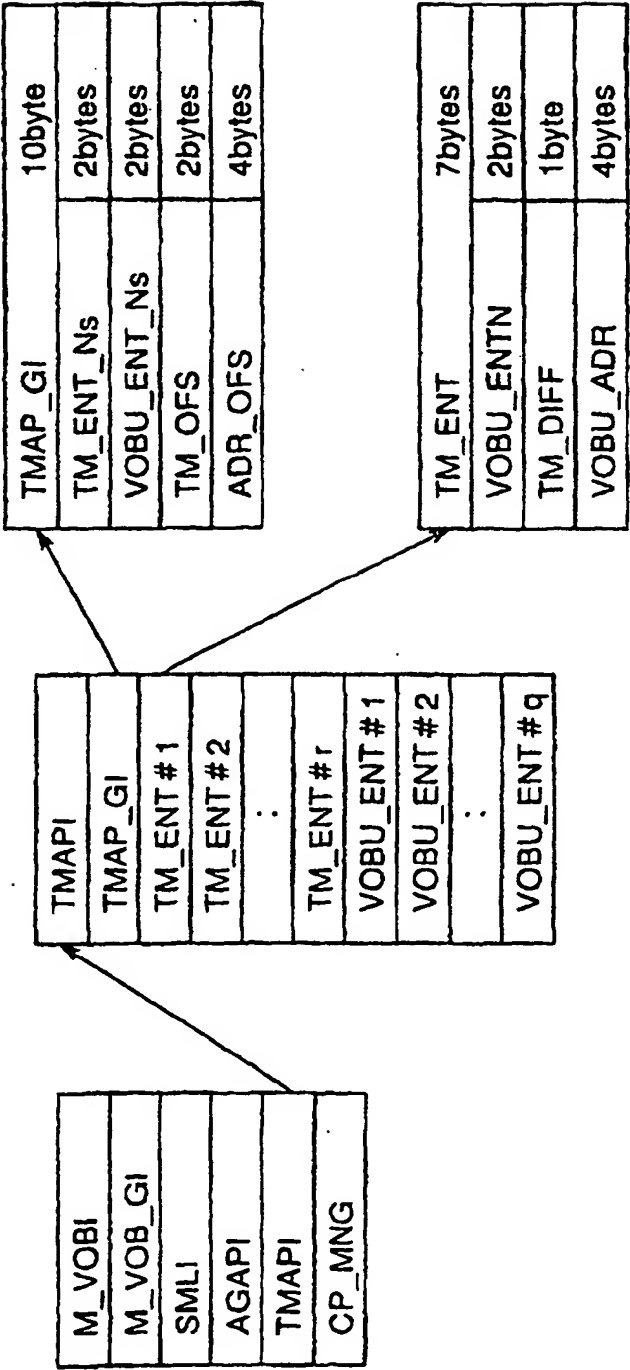 M_VOBI
M_VOB_GI
SMLI
AGAPI
TMAPI
CP_MNG
TMAPI
TMAP_GI
TM_ENT#1
TM_ENT#2
:
TM_ENT#r
VOBU_ENT#1
VOBU_ENT#2
:
VOBU_ENT#q
TMAP_GI 10byte
TM_ENT_Ns 2bytes
VOBU_ENT_Ns 2bytes
TM_OFS 2bytes
ADR_OFS 4bytes
TM_ENT 7bytes
VOBU_ENTN 2bytes
TM_DIFF 1byte
VOBU_ADR 4bytes